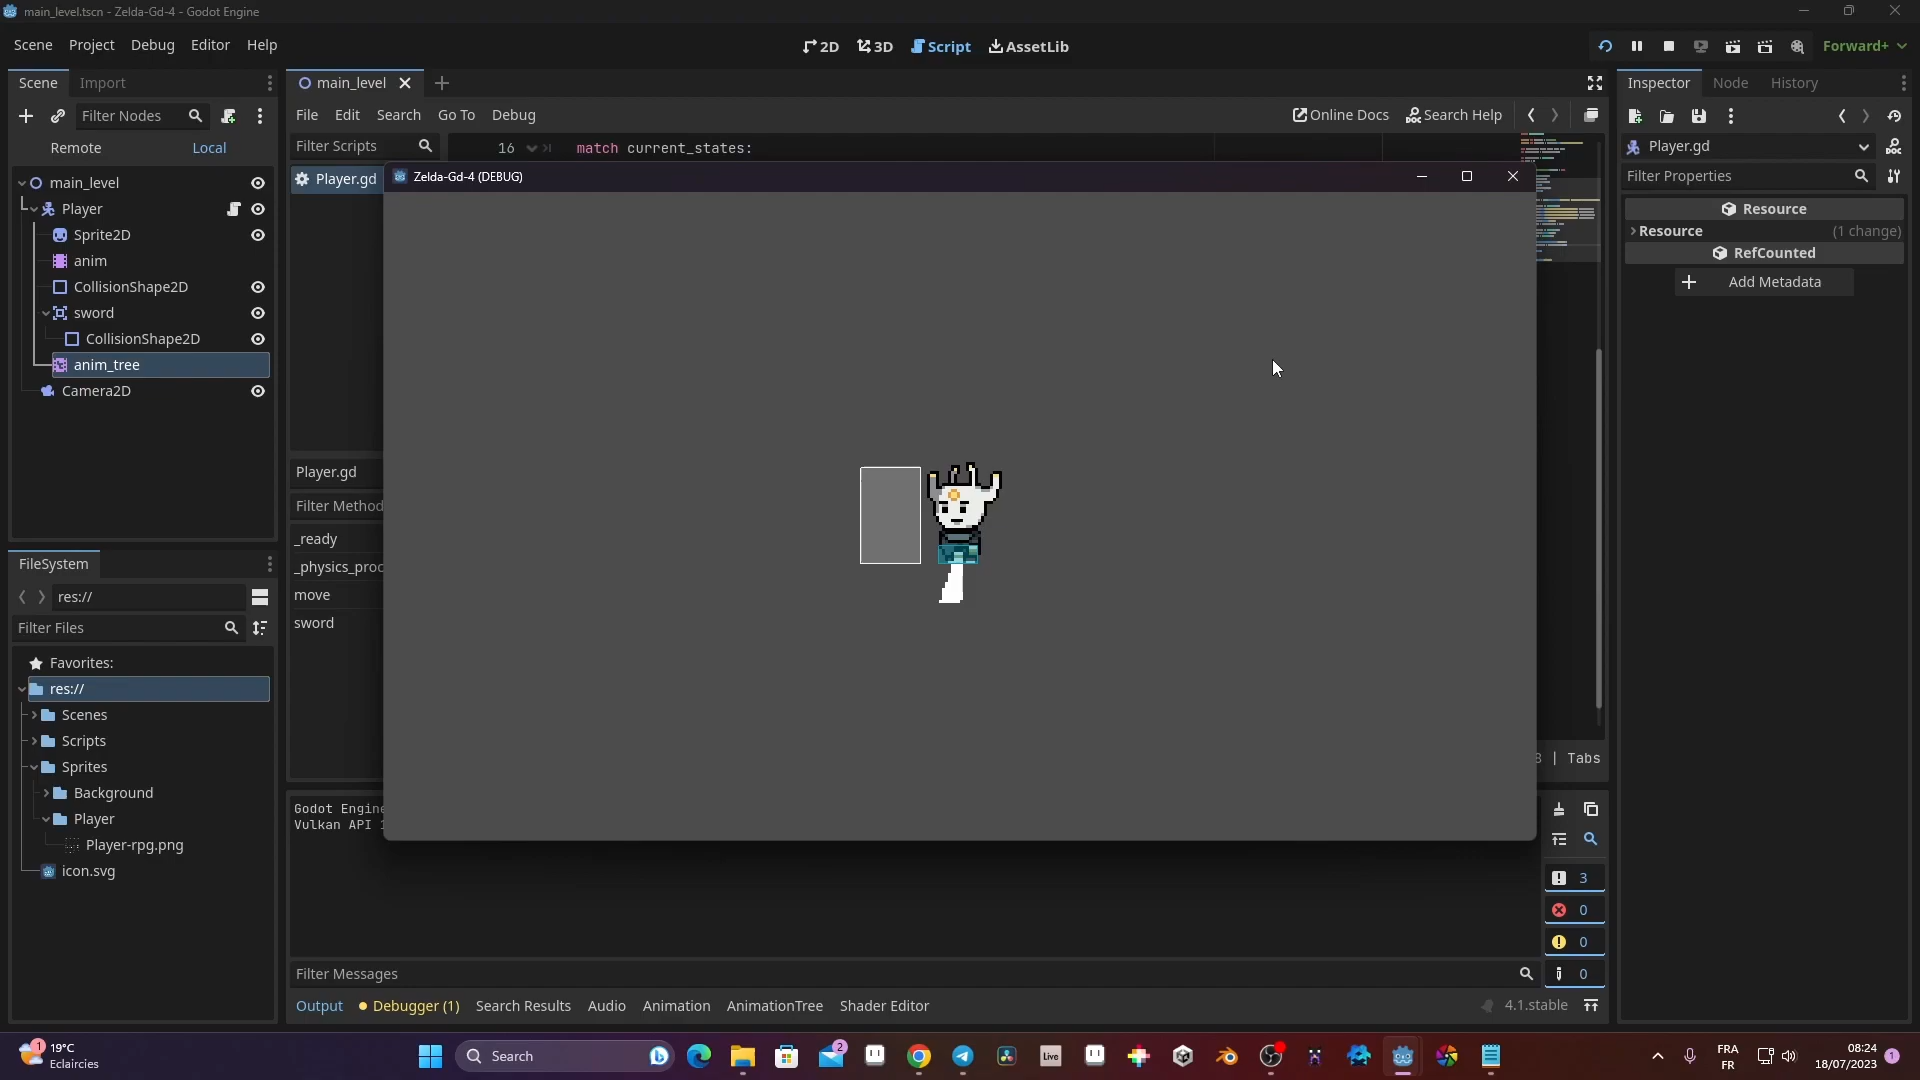 main_level.tscn - Zelda-Gd-4 - Godot Engine
Scene Project Debug Editor Help
2D 3D Script AssetLib
Forward+
Scene Import
main_level
Inspector Node History
Filter Nodes
File Edit Search Go To Debug
Online Docs Search Help
Remote Local
Filter Scripts
16 match current_states:
Player.gd
Filter Properties
main_level
Player
Sprite2D
anim
CollisionShape2D
sword
CollisionShape2D
anim_tree
Camera2D
Player.gd
Zelda-Gd-4 (DEBUG)
Resource
Resource (1 change)
RefCounted
Add Metadata
Player.gd
Filter Method
_ready
_physics_proc
move
sword
| Tabs
FileSystem
res://
Filter Files
Favorites:
res://
Scenes
Scripts
Sprites
Background
Player
Player-rpg.png
icon.svg
Godot Engine
Vulkan API
3
0
0
0
Filter Messages
Output Debugger (1) Search Results Audio Animation AnimationTree Shader Editor
4.1.stable
1
19°C
Eclaircies
Search
2
Live
FRA
FR
08:24
18/07/2023
1